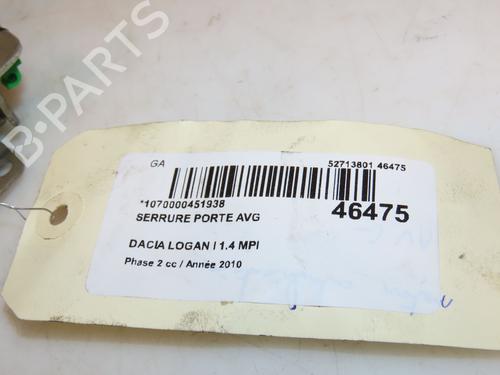 B-PARTS
GA
52713801 46475
*1070000451938
46475
SERRURE PORTE AVG
DACIA LOGAN I 1.4 MPI
Phase 2 cc / Année 2010